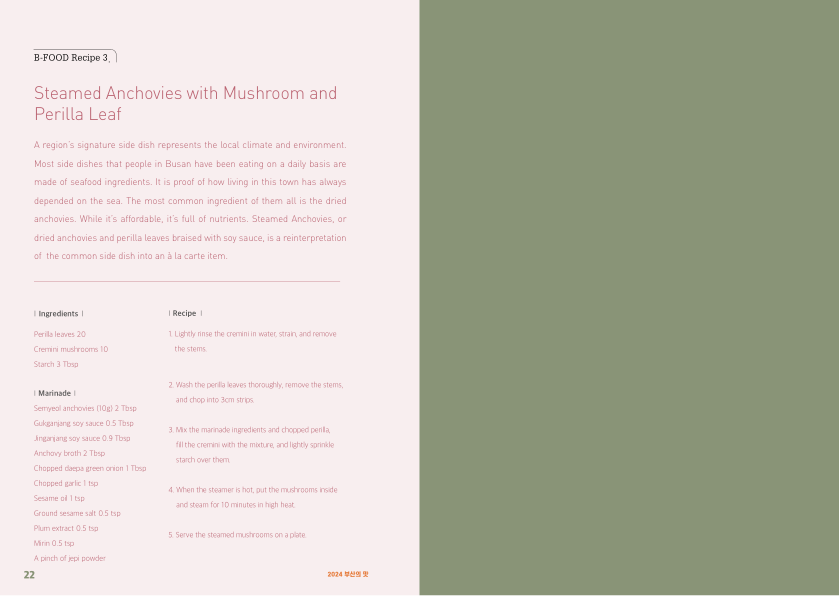 B-FOOD Recipe 3
Steamed Anchovies with Mushroom and
Perilla Leaf
A region's signature side dish represents the local climate and environment.
Most side dishes that people in Busan have been eating on a daily basis are
made of seafood ingredients. It is proof of how living in this town has always
depended on the sea. The most common ingredient of them all is the dried
anchovies. While it's affordable, it's full of nutrients. Steamed Anchovies, or
dried anchovies and perilla leaves braised with soy sauce, is a reinterpretation
of the common side dish into an à la carte item.
| Ingredients |
Perilla leaves 20
Cremini mushrooms 10
Starch 3 Tbsp
| Marinade |
Semyeol anchovies (10g) 2 Tbsp
Gukganjang soy sauce 0.5 Tbsp
Jinganjang soy sauce 0.9 Tbsp
Anchovy broth 2 Tbsp
Chopped daepa green onion 1 Tbsp
Chopped garlic 1 tsp
Sesame oil 1 tsp
Ground sesame salt 0.5 tsp
Plum extract 0.5 tsp
Mirin 0.5 tsp
A pinch of jepi powder
| Recipe |
1. Lightly rinse the cremini in water, strain, and remove
the stems.
2. Wash the perilla leaves thoroughly, remove the stems,
and chop into 3cm strips.
3. Mix the marinade ingredients and chopped perilla,
fill the cremini with the mixture, and lightly sprinkle
starch over them.
4. When the steamer is hot, put the mushrooms inside
and steam for 10 minutes in high heat.
5. Serve the steamed mushrooms on a plate.
22
2024 부산의 맛